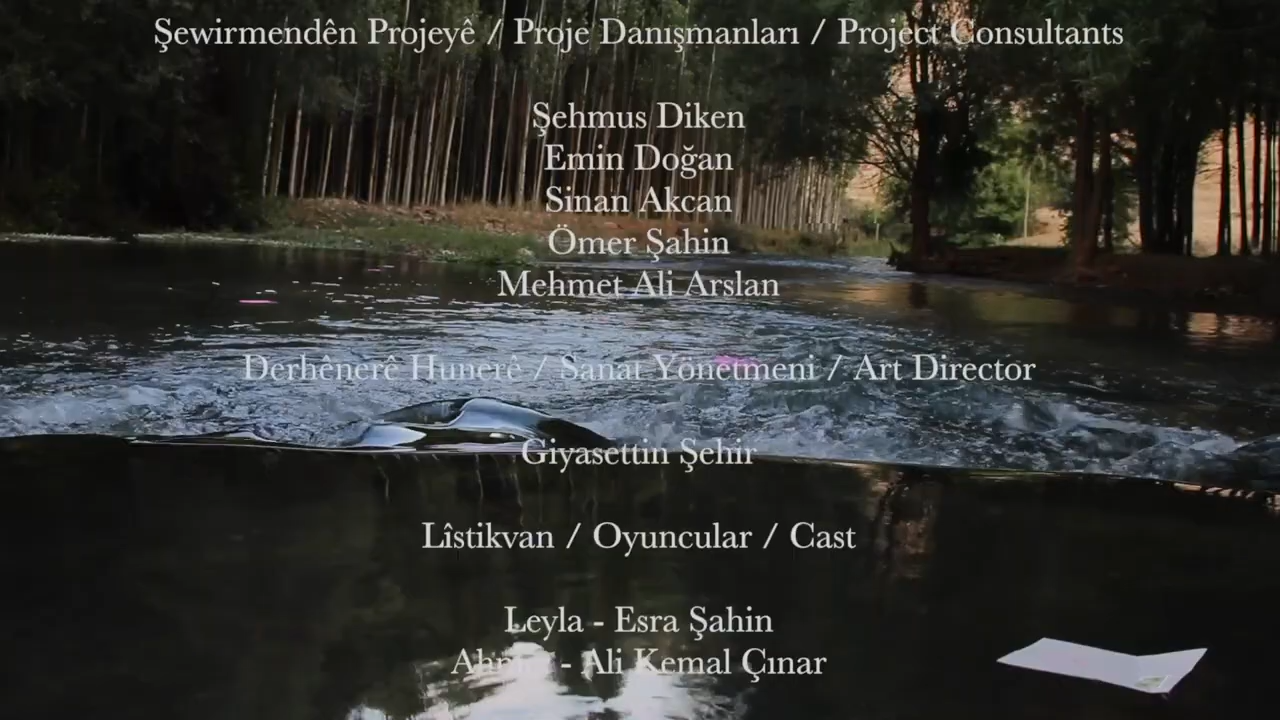 Şewirmendên Projeyê / Proje Danışmanları / Project Consultants
Şehmus Diken
Emin Doğan
Sinan Akcan
Ömer Şahin
Mehmet Ali Arslan
Derhênerê Hunerê / Sanat Yönetmeni / Art Director
Giyasettin Şehir
Lîstikvan / Oyuncular / Cast
Leyla - Esra Şahin
- Ali Kemal Çınar